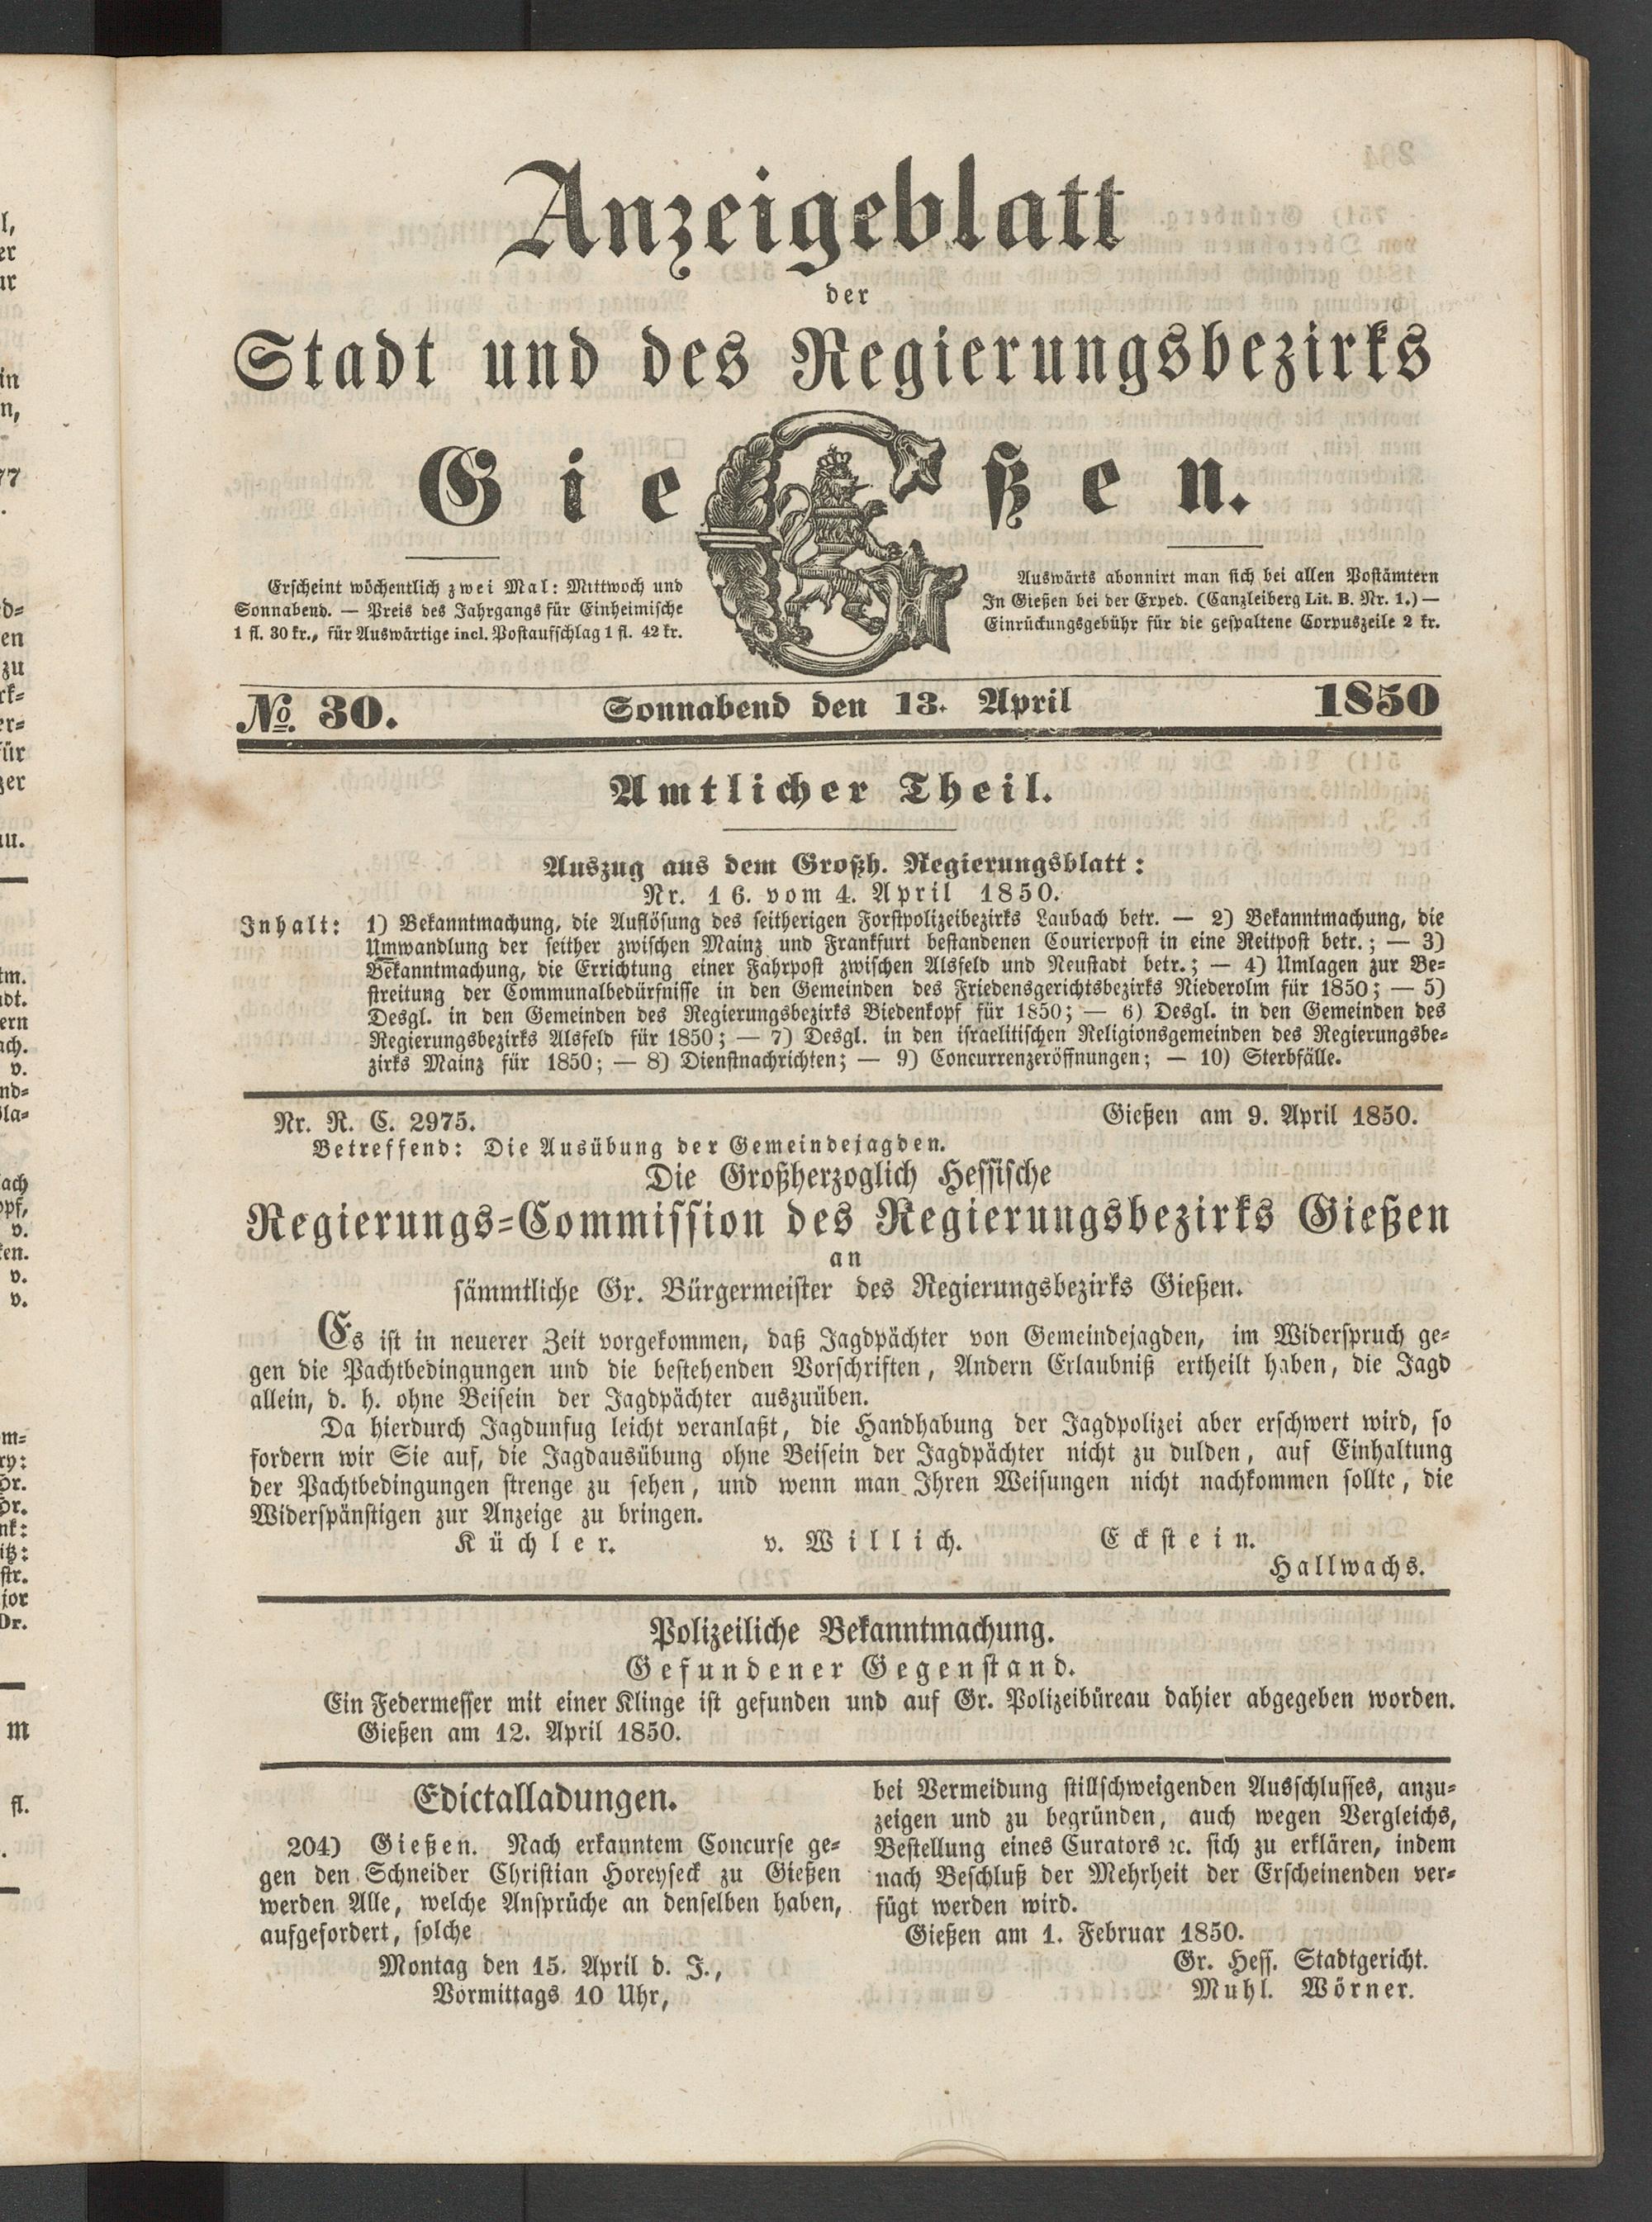 Anzeigeblatt
der
Stadt und des Regierungsbezirks
Gießen.
Erscheint wöchentlich zwei Mal: Mittwoch und
Sonnabend. — Preis des Jahrgangs für Einheimische
1 fl. 30 kr., für Auswärtige incl. Postaufschlag 1 fl. 42 kr.
Auswärts abonnirt man sich bei allen Postämtern
In Gießen bei der Exped. (Canzleiberg Lit. B. Nr. 1.) —
Einrückungsgebühr für die gespaltene Corpuszeile 2 kr.
№ 30. Sonnabend den 13. April 1850
Amtlicher Theil.
Auszug aus dem Großh. Regierungsblatt:
Nr. 16. vom 4. April 1850.
Inhalt: 1) Bekanntmachung, die Auflösung des seitherigen Forstpolizeibezirks Laubach betr. — 2) Bekanntmachung, die
Umwandlung der seither zwischen Mainz und Frankfurt bestandenen Courierpost in eine Reitpost betr.; — 3)
Bekanntmachung, die Errichtung einer Fahrpost zwischen Alsfeld und Neustadt betr.; — 4) Umlagen zur Be-
streitung der Communalbedürfnisse in den Gemeinden des Friedensgerichtsbezirks Niederolm für 1850; — 5)
Desgl. in den Gemeinden des Regierungsbezirks Biedenkopf für 1850; — 6) Desgl. in den Gemeinden des
Regierungsbezirks Alsfeld für 1850; — 7) Desgl. in den israelitischen Religionsgemeinden des Regierungsbe-
zirks Mainz für 1850; — 8) Dienstnachrichten; — 9) Concurrenzeröffnungen; — 10) Sterbfälle.
Nr. R. C. 2975. Gießen am 9. April 1850.
Betreffend: Die Ausübung der Gemeindejagden.
Die Großherzoglich Hessische
Regierungs-Commission des Regierungsbezirks Gießen
an
sämmtliche Gr. Bürgermeister des Regierungsbezirks Gießen.
Es ist in neuerer Zeit vorgekommen, daß Jagdpächter von Gemeindejagden, im Widerspruch ge-
gen die Pachtbedingungen und die bestehenden Vorschriften, Andern Erlaubniß ertheilt haben, die Jagd
allein, d. h. ohne Beisein der Jagdpächter auszuüben.
Da hierdurch Jagdunfug leicht veranlaßt, die Handhabung der Jagdpolizei aber erschwert wird, so
fordern wir Sie auf, die Jagdausübung ohne Beisein der Jagdpächter nicht zu dulden, auf Einhaltung
der Pachtbedingungen strenge zu sehen, und wenn man Ihren Weisungen nicht nachkommen sollte, die
Widerspänstigen zur Anzeige zu bringen.
Küchler. v. Willich. Eckstein.
Hallwachs.
Polizeiliche Bekanntmachung.
Gefundener Gegenstand.
Ein Federmesser mit einer Klinge ist gefunden und auf Gr. Polizeibüreau dahier abgegeben worden.
Gießen am 12. April 1850.
Edictalladungen.
204) Gießen. Nach erkanntem Concurse ge-
gen den Schneider Christian Horeyseck zu Gießen
werden Alle, welche Ansprüche an denselben haben,
aufgefordert, solche
Montag den 15. April d. J.,
Vormittags 10 Uhr,
bei Vermeidung stillschweigenden Ausschlusses, anzu-
zeigen und zu begründen, auch wegen Vergleichs,
Bestellung eines Curators ꝛc. sich zu erklären, indem
nach Beschluß der Mehrheit der Erscheinenden ver-
fügt werden wird.
Gießen am 1. Februar 1850.
Gr. Hess. Stadtgericht.
Muhl. Wörner.